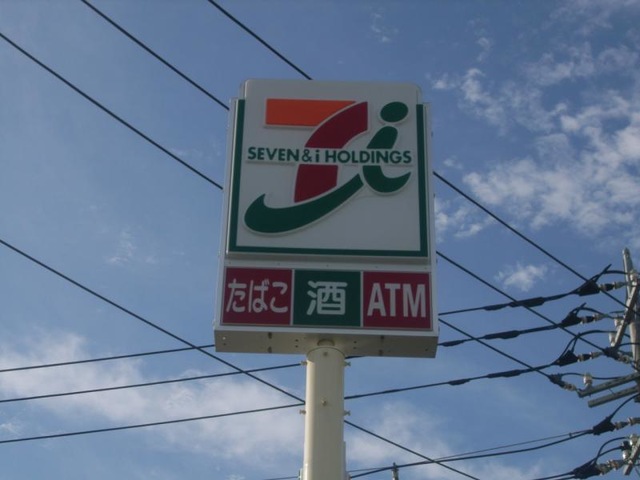 SEVEN & i HOLDINGS
たばこ 酒 ATM